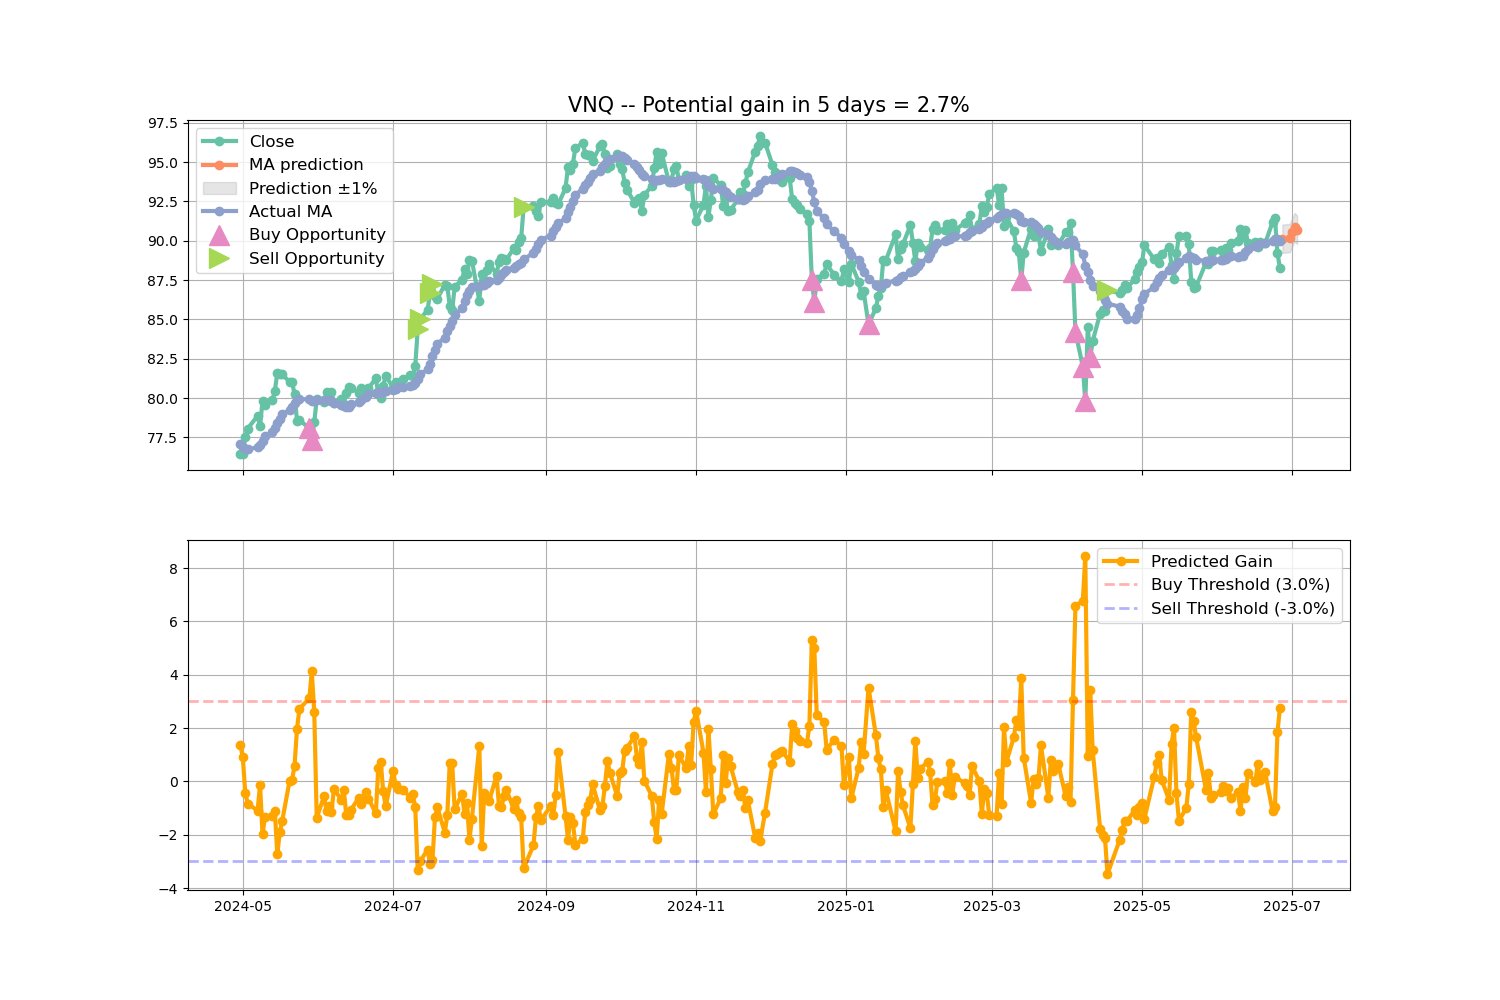 VNQ -- Potential gain in 5 days = 2.7%
97.5
95.0
92.5
90.0
87.5
85.0
82.5
80.0
77.5
Close
MA prediction
Prediction ±1%
Actual MA
Buy Opportunity
Sell Opportunity
8
6
4
2
0
−2
−4
Predicted Gain
Buy Threshold (3.0%)
Sell Threshold (-3.0%)
2024-05
2024-07
2024-09
2024-11
2025-01
2025-03
2025-05
2025-07